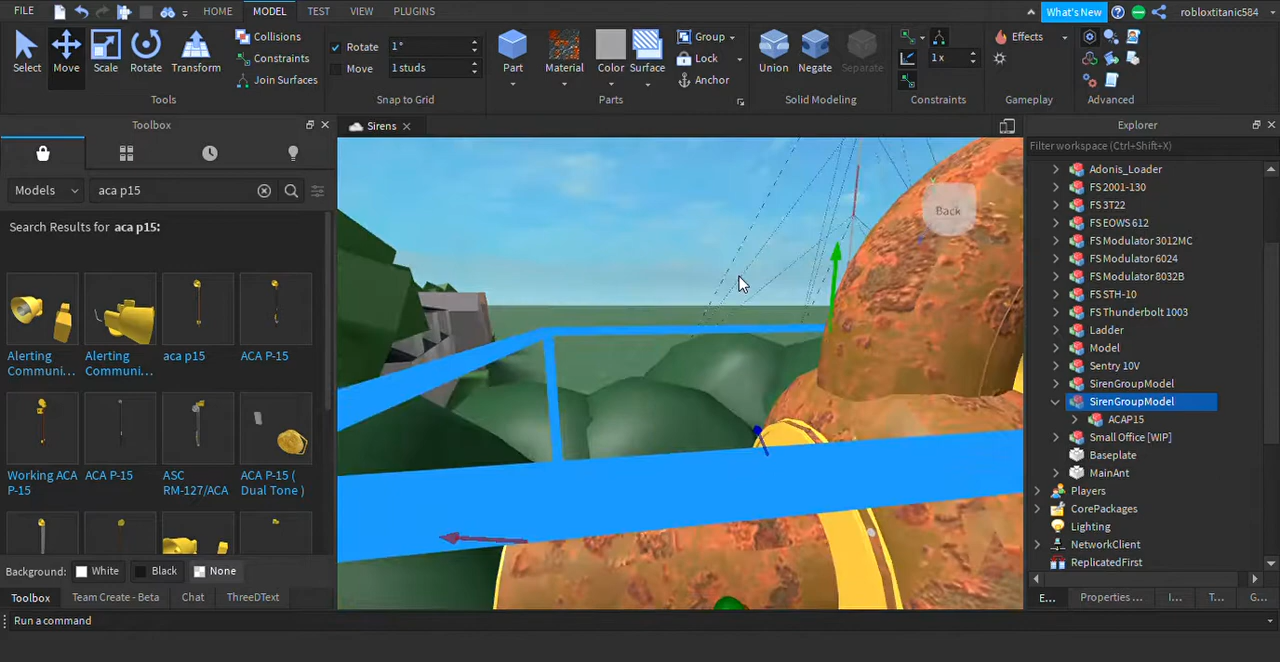 FILE
HOME
MODEL
TEST
VIEW
PLUGINS
What's New
robloxtitanic584
Select
Move
Scale
Rotate
Transform
Tools
Collisions
Constraints
Join Surfaces
Rotate
1°
Move
1 studs
Snap to Grid
Part
Material
Color
Surface
Group
Lock
Anchor
Parts
Union
Negate
Separate
Solid Modeling
1x
Constraints
Effects
Gameplay
Advanced
Toolbox
Models
aca p15
Search Results for aca p15:
Alerting
Communi...
Alerting
Communi...
aca p15
ACA P-15
Working ACA
P-15
ACA P-15
ASC
RM-127/ACA
ACA P-15 (
Dual Tone )
Background:
White
Black
None
Toolbox
Team Create - Beta
Chat
ThreeDText
Run a command
Sirens
Back
Explorer
Filter workspace (Ctrl+Shift+X)
Adonis_Loader
FS 2001-130
FS 3T22
FS EOWS 612
FS Modulator 3012MC
FS Modulator 6024
FS Modulator 8032B
FS STH-10
FS Thunderbolt 1003
Ladder
Model
Sentry 10V
SirenGroupModel
SirenGroupModel
ACAP15
Small Office [WIP]
Baseplate
MainAnt
Players
CorePackages
Lighting
NetworkClient
ReplicatedFirst
E...
Properties ...
I...
T...
G...